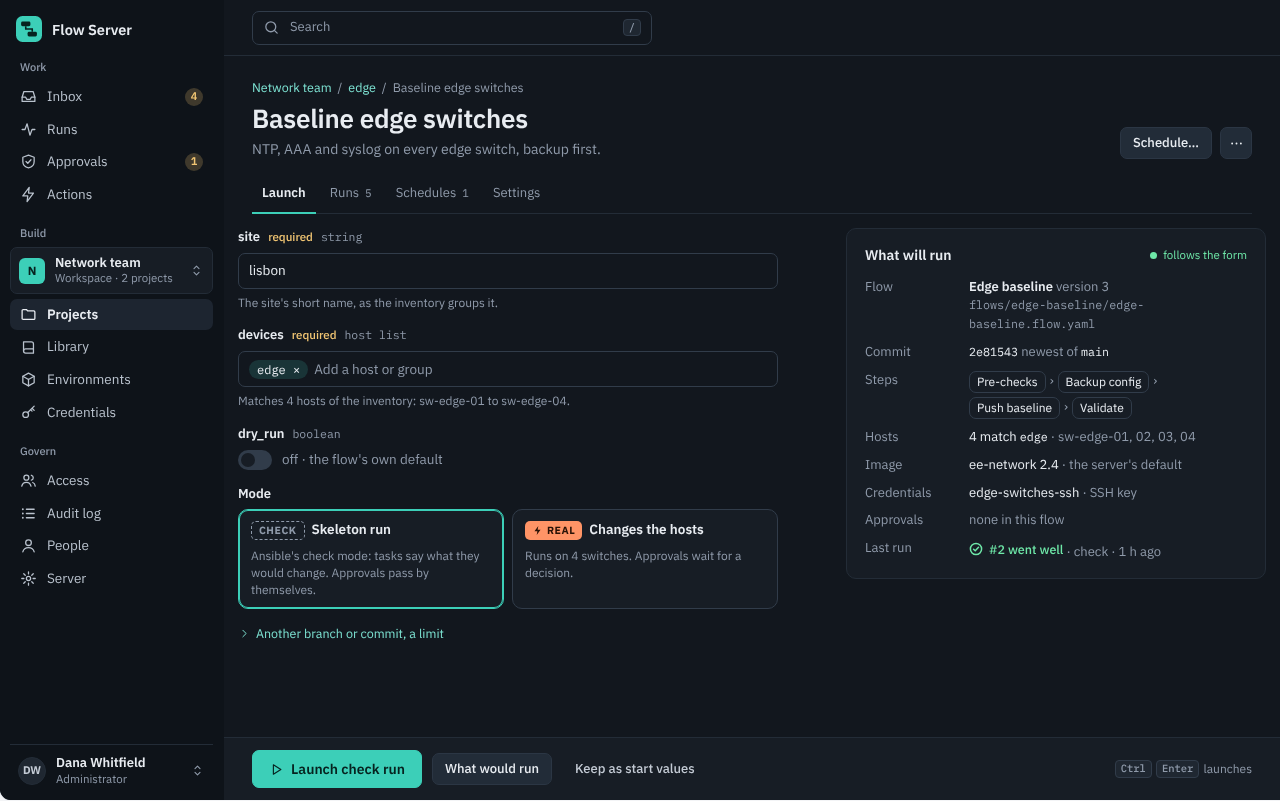 Flow Server
Search
/
Work
Inbox 4
Runs
Approvals 1
Actions
Build
N
Network team
Workspace · 2 projects
Projects
Library
Environments
Credentials
Govern
Access
Audit log
People
Server
DW
Dana Whitfield
Administrator
Network team / edge / Baseline edge switches
Baseline edge switches
NTP, AAA and syslog on every edge switch, backup first.
Schedule...
···
Launch Runs 5 Schedules 1 Settings
site required string
lisbon
The site's short name, as the inventory groups it.
devices required host list
edge × Add a host or group
Matches 4 hosts of the inventory: sw-edge-01 to sw-edge-04.
dry_run boolean
off · the flow's own default
Mode
CHECK Skeleton run
Ansible's check mode: tasks say what they
would change. Approvals pass by
themselves.
REAL Changes the hosts
Runs on 4 switches. Approvals wait for a
decision.
Another branch or commit, a limit
What will run
follows the form
Flow Edge baseline version 3
flows/edge-baseline/edge-
baseline.flow.yaml
Commit 2e81543 newest of main
Steps Pre-checks › Backup config ›
Push baseline › Validate
Hosts 4 match edge · sw-edge-01, 02, 03, 04
Image ee-network 2.4 · the server's default
Credentials edge-switches-ssh · SSH key
Approvals none in this flow
Last run #2 went well · check · 1 h ago
Launch check run
What would run
Keep as start values
Ctrl Enter launches